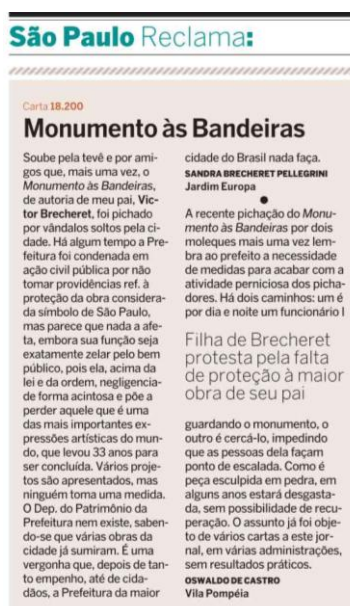 São Paulo Reclama:
Carta 18.200
Monumento às Bandeiras
Soube pela tevê e por ami-
gos que, mais uma vez, o
Monumento às Bandeiras,
de autoria de meu pai, Vic-
tor Brecheret, foi pichado
por vândalos soltos pela ci-
dade. Há algum tempo a Pre-
feitura foi condenada em
ação civil pública por não
tomar providências ref. à
proteção da obra considera-
da símbolo de São Paulo,
mas parece que nada a afe-
ta, embora sua função seja
exatamente zelar pelo bem
público, pois ela, acima da
lei e da ordem, negligencia-
de forma acintosa e põe a
perder aquele que é uma
das mais importantes ex-
pressões artísticas do mun-
do, que levou 33 anos para
ser concluída. Vários proje-
tos são apresentados, mas
ninguém toma uma medida.
O Dep. do Patrimônio da
Prefeitura nem existe, saben-
do-se que várias obras da
cidade já sumiram. É uma
vergonha que, depois de tan-
to empenho, até de cida-
dãos, a Prefeitura da maior
cidade do Brasil nada faça.
SANDRA BRECHERET PELLEGRINI
Jardim Europa
●
A recente pichação do Monu-
mento às Bandeiras por dois
moleques mais uma vez lem-
bra ao prefeito a necessidade
de medidas para acabar com a
atividade perniciosa dos picha-
dores. Há dois caminhos: um é
por dia e noite um funcionário l
Filha de Brecheret
protesta pela falta
de proteção à maior
obra de seu pai
guardando o monumento, o
outro é cercá-lo, impedindo
que as pessoas dela façam
ponto de escalada. Como é
peça esculpida em pedra, em
alguns anos estará desgasta-
da, sem possibilidade de recu-
peração. O assunto já foi obje-
to de vários cartas a este jor-
nal, em várias administrações,
sem resultados práticos.
OSWALDO DE CASTRO
Vila Pompéia